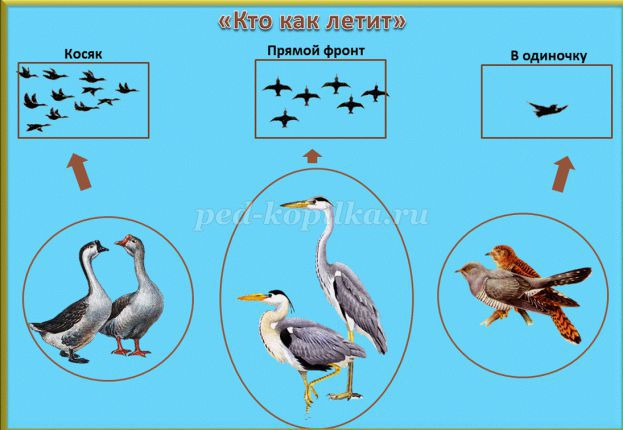 «Кто как летит»
Косяк
Прямой фронт
В одиночку
ped-kopilka.ru